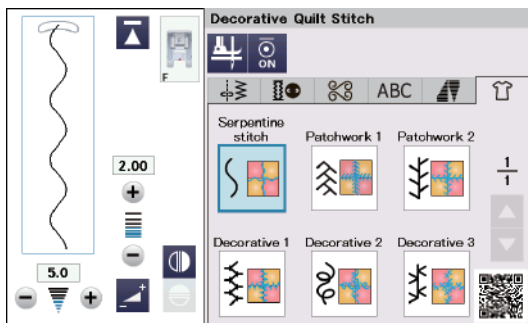 F
2.00
5.0
Decorative Quilt Stitch
ON
ABC
Serpentine
stitch
Patchwork 1
Patchwork 2
1
1
Decorative 1
Decorative 2
Decorative 3